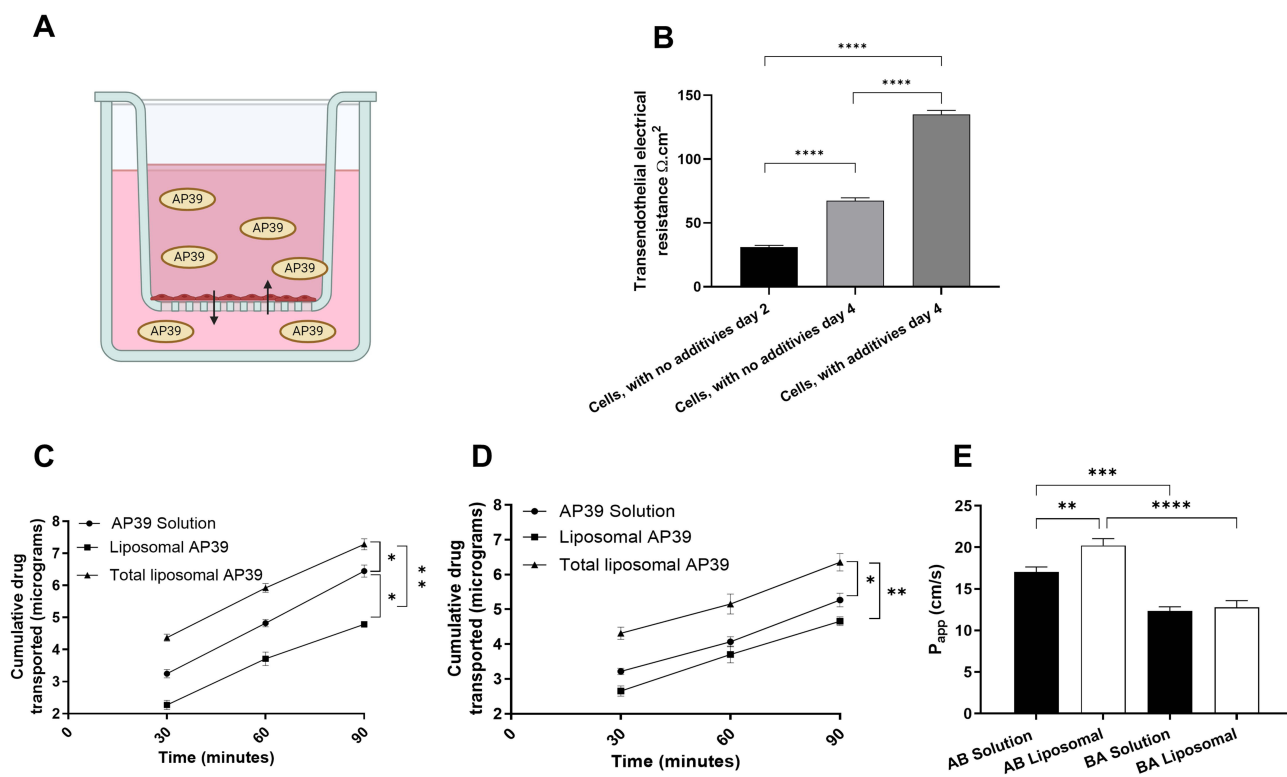 A
AP39
AP39
AP39
AP39
AP39
AP39
B
Transendothelial electrical
resistance Ω.cm²
150
100
50
0
****
****
****
Cells, with no additivies day 2
Cells, with no additivies day 4
Cells, with addtivies day 4
C
Cumulative drug
transported (micrograms)
8
7
6
5
4
3
2
AP39 Solution
Liposomal AP39
Total liposomal AP39
*
*
**
0
30
60
90
Time (minutes)
D
Cumulative drug
transported (micrograms)
8
7
6
5
4
3
2
AP39 Solution
Liposomal AP39
Total liposomal AP39
*
**
0
30
60
90
Time (minutes)
E
Papp (cm/s)
25
20
15
10
5
0
***
**
****
AB Solution
AB Liposomal
BA Solution
BA Liposomal